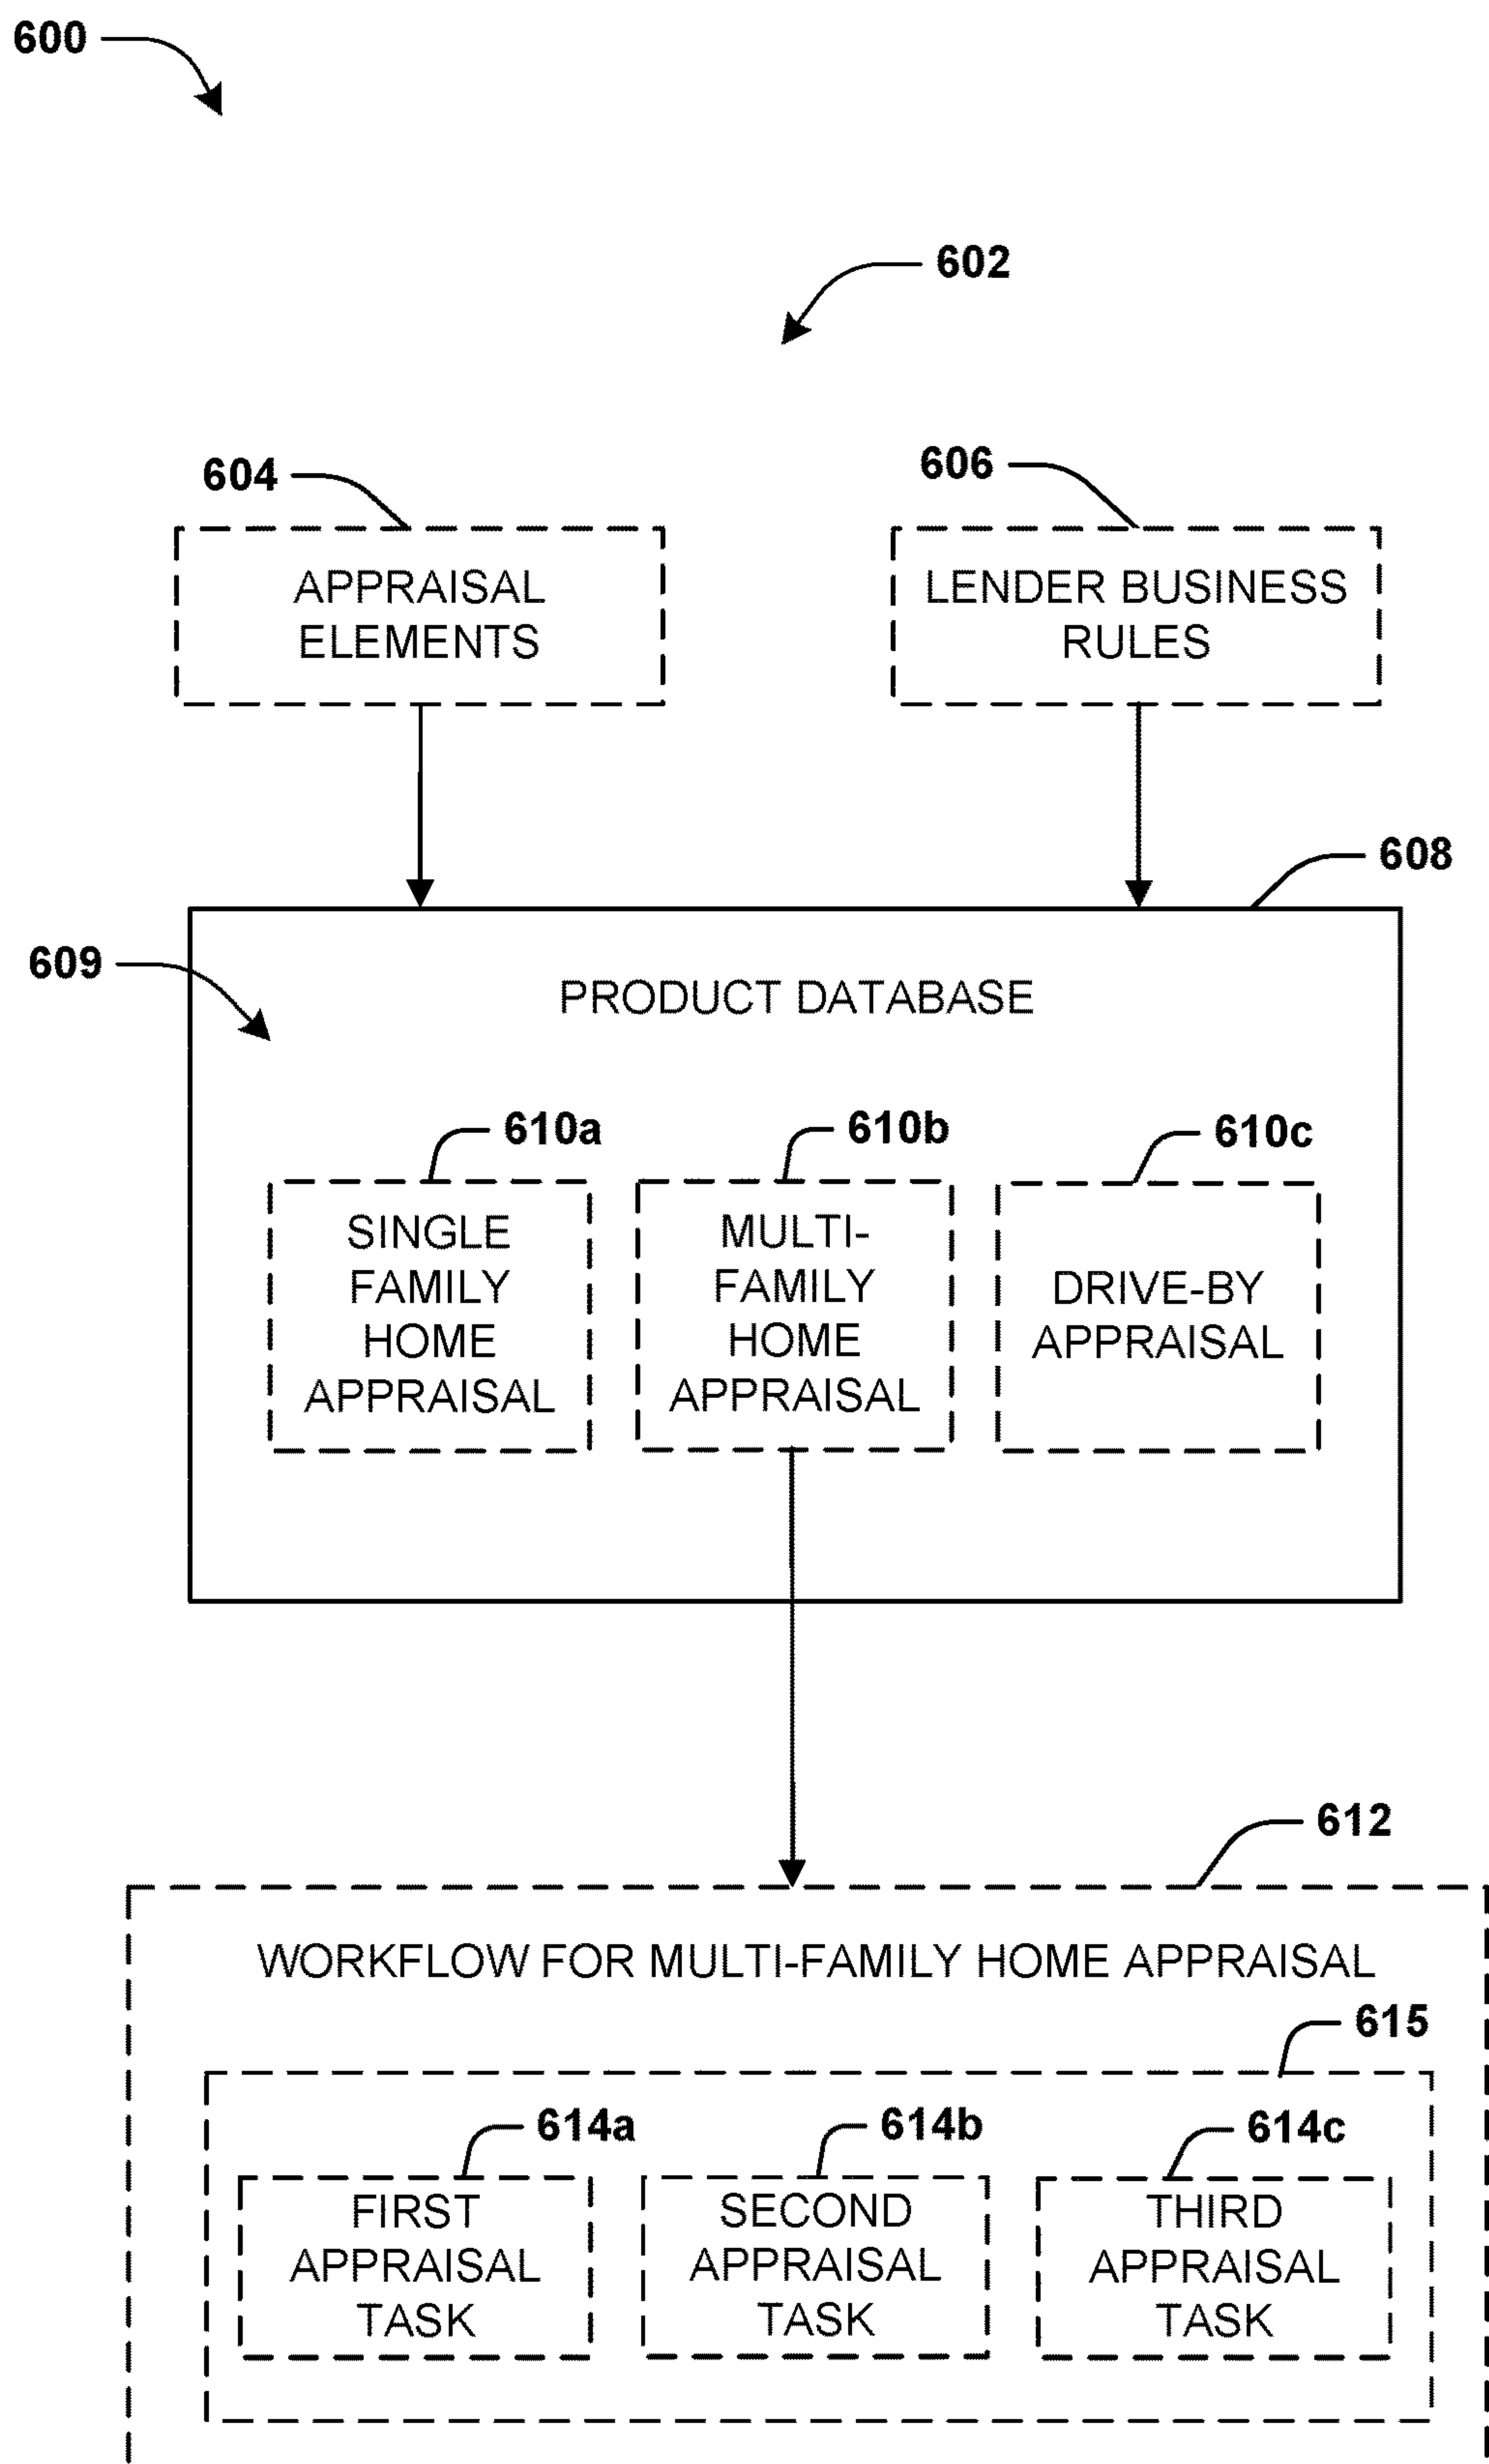 600
602
604
606
APPRAISAL
ELEMENTS
LENDER BUSINESS
RULES
608
609
PRODUCT DATABASE
610a
610b
610c
SINGLE
FAMILY
HOME
APPRAISAL
MULTI-
FAMILY
HOME
APPRAISAL
DRIVE-BY
APPRAISAL
612
WORKFLOW FOR MULTI-FAMILY HOME APPRAISAL
615
614a
614b
614c
FIRST
APPRAISAL
TASK
SECOND
APPRAISAL
TASK
THIRD
APPRAISAL
TASK